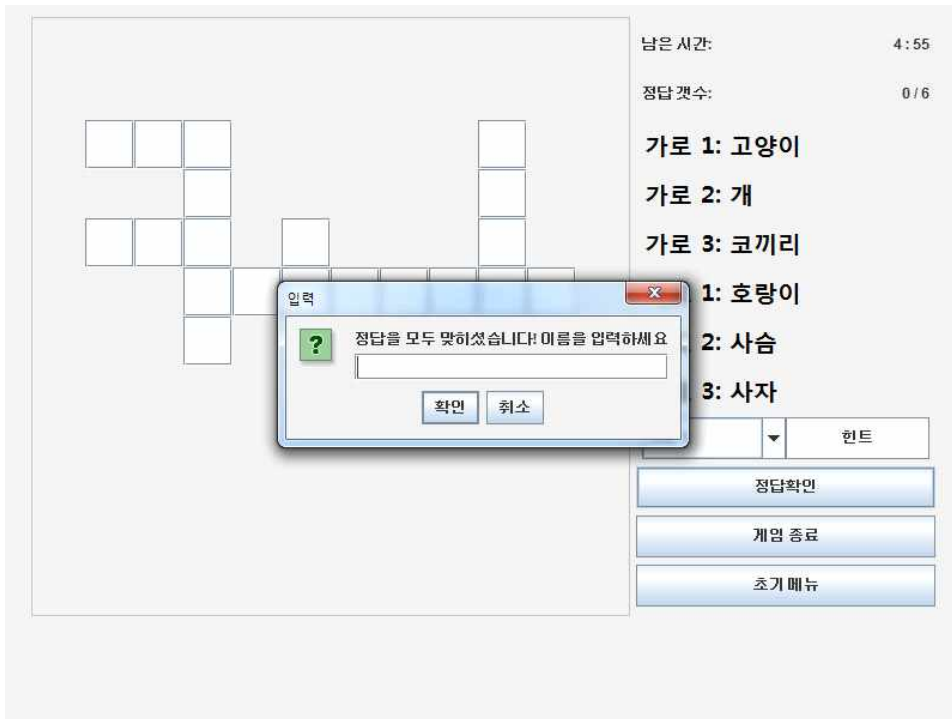 남은 시간: 4:55
정답 갯수: 0/6
가로 1: 고양이
가로 2: 개
가로 3: 코끼리
1: 호랑이
2: 사슴
3: 사자
입력
정답을 모두 맞히셨습니다! 이름을 입력하세요
확인 취소
힌트
정답확인
게임 종료
초기 메뉴